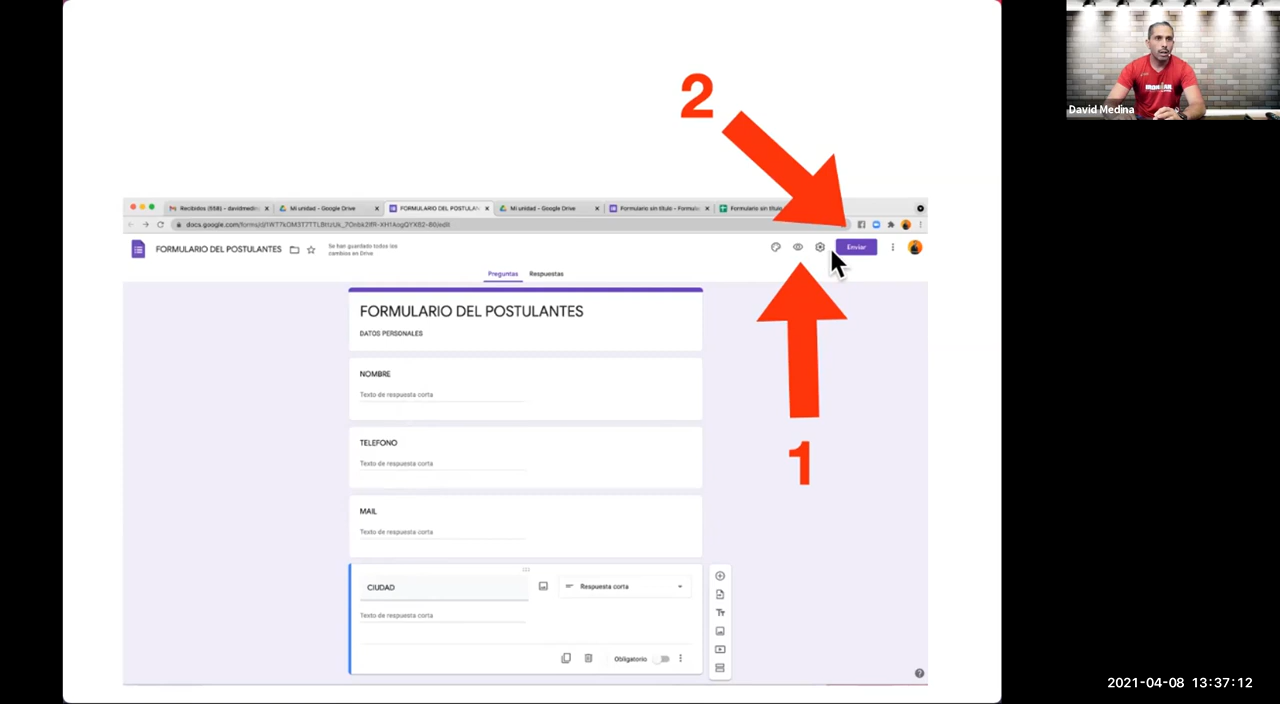 David Medina
2
Recibidos (558) - davidmedin
Mi unidad - Google Drive
FORMULARIO DEL POSTULAN
Mi unidad - Google Drive
Formulario sin título - Formula
Formulario sin título
FORMULARIO DEL POSTULANTES
Se han guardado todos los
cambios en Drive
Enviar
Preguntas Respuestas
FORMULARIO DEL POSTULANTES
DATOS PERSONALES
NOMBRE
Texto de respuesta corta
TELEFONO
Texto de respuesta corta
1
MAIL
Texto de respuesta corta
CIUDAD
Respuesta corta
Texto de respuesta corta
Obligatorio
2021-04-08 13:37:12